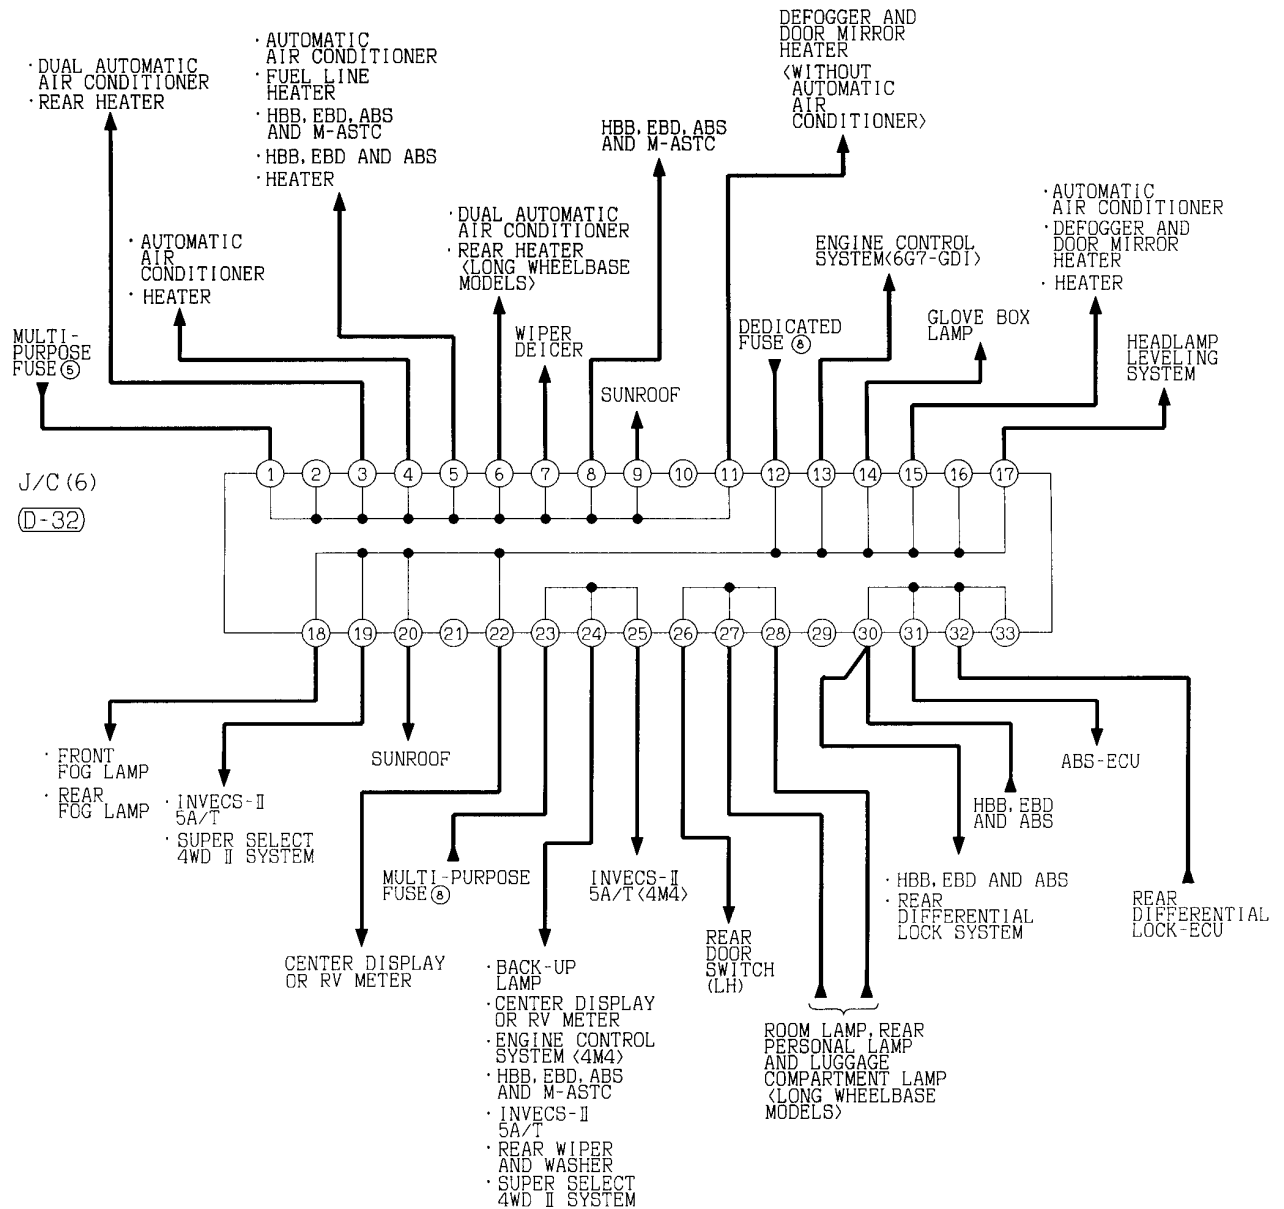 · DUAL AUTOMATIC
AIR CONDITIONER
· REAR HEATER
· AUTOMATIC
AIR CONDITIONER
· FUEL LINE
HEATER
· HBB, EBD, ABS
AND M-ASTC
· HBB, EBD AND ABS
· HEATER
DEFOGGER AND
DOOR MIRROR
HEATER
<WITHOUT
AUTOMATIC
AIR
CONDITIONER>
HBB, EBD, ABS
AND M-ASTC
· AUTOMATIC
AIR
CONDITIONER
· HEATER
· DUAL AUTOMATIC
AIR CONDITIONER
· REAR HEATER
<LONG WHEELBASE
MODELS>
ENGINE CONTROL
SYSTEM<6G7-GDI>
· AUTOMATIC
AIR CONDITIONER
· DEFOGGER AND
DOOR MIRROR
HEATER
· HEATER
MULTI-
PURPOSE
FUSE ⑤
WIPER
DEICER
DEDICATED
FUSE ⑧
GLOVE BOX
LAMP
HEADLAMP
LEVELING
SYSTEM
SUNROOF
J/C (6)
D-32
1 2 3 4 5 6 7 8 9 10 11 12 13 14 15 16 17
18 19 20 21 22 23 24 25 26 27 28 29 30 31 32 33
· FRONT
FOG LAMP
· REAR
FOG LAMP
· INVECS-II
5A/T
· SUPER SELECT
4WD II SYSTEM
SUNROOF
CENTER DISPLAY
OR RV METER
MULTI-PURPOSE
FUSE ⑧
· BACK-UP
LAMP
· CENTER DISPLAY
OR RV METER
· ENGINE CONTROL
SYSTEM <4M4>
· HBB, EBD, ABS
AND M-ASTC
· INVECS-II
5A/T
· REAR WIPER
AND WASHER
· SUPER SELECT
4WD II SYSTEM
INVECS-II
5A/T <4M4>
REAR
DOOR
SWITCH
(LH)
ROOM LAMP, REAR
PERSONAL LAMP
AND LUGGAGE
COMPARTMENT LAMP
<LONG WHEELBASE
MODELS>
· HBB, EBD AND ABS
· REAR
DIFFERENTIAL
LOCK SYSTEM
HBB, EBD
AND ABS
ABS-ECU
REAR
DIFFERENTIAL
LOCK-ECU